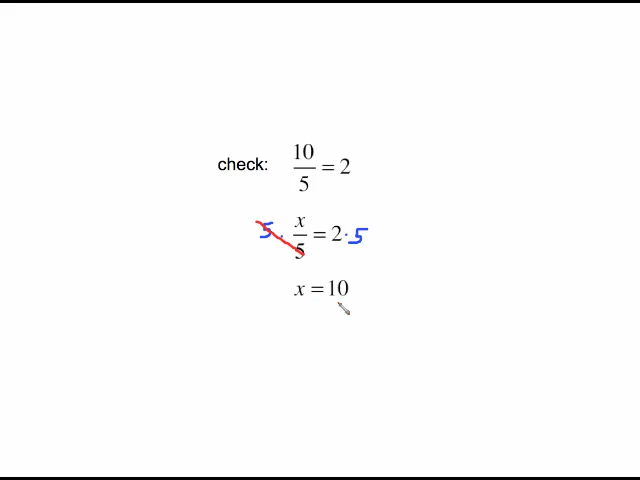 check: 10/5 = 2
5 · x/5 = 2 · 5
x = 10